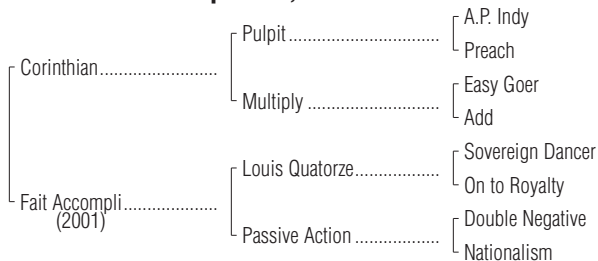 A.P. Indy
Pulpit
Preach
Corinthian
Easy Goer
Multiply
Add
Sovereign Dancer
Louis Quatorze
On to Royalty
Fait Accompli
(2001)
Double Negative
Passive Action
Nationalism